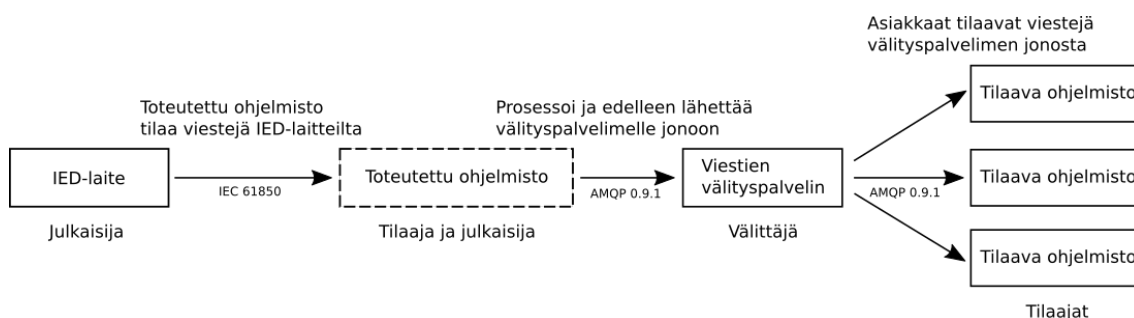 Asiakkaat tilaavat viestejä
välityspalvelimen jonosta
Toteutettu ohjelmisto
tilaa viestejä IED-laitteilta
Prosessoi ja edelleen lähettää
välityspalvelimelle jonoon
Tilaava ohjelmisto
IED-laite
IEC 61850
Toteutettu ohjelmisto
AMQP 0.9.1
Viestien
välityspalvelin
AMQP 0.9.1
Tilaava ohjelmisto
Julkaisija
Tilaaja ja julkaisija
Välittäjä
Tilaava ohjelmisto
Tilaajat